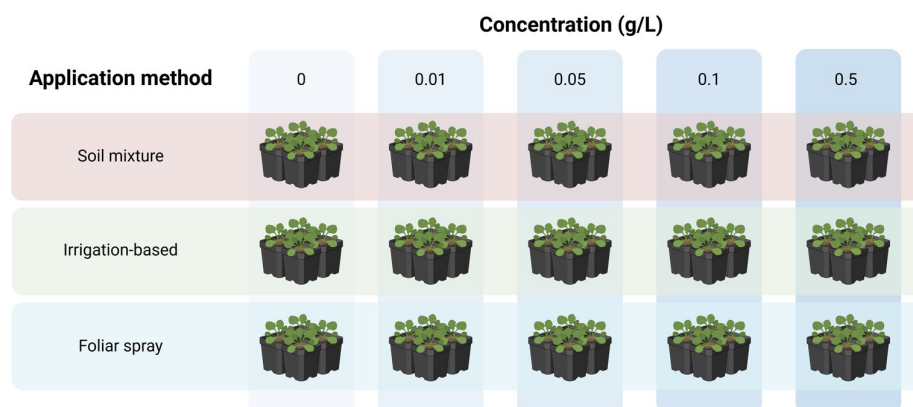 Concentration (g/L)
Application method 0 0.01 0.05 0.1 0.5
Soil mixture
Irrigation-based
Foliar spray